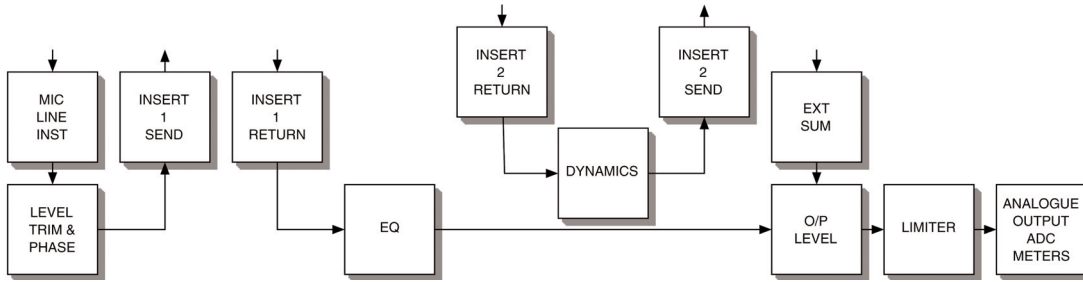 MIC
LINE
INST
INSERT
1
SEND
INSERT
1
RETURN
INSERT
2
RETURN
INSERT
2
SEND
EXT
SUM
DYNAMICS
LEVEL
TRIM &
PHASE
EQ
O/P
LEVEL
LIMITER
ANALOGUE
OUTPUT
ADC
METERS